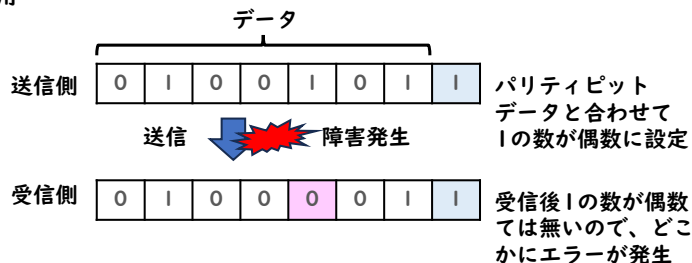 データ
送信側 0 1 0 0 1 0 1 1 1
パリティピット
データと合わせて
1の数が偶数に設定
送信 障害発生
受信側 0 1 0 0 0 0 1 1
受信後1の数が偶数
ては無いので、どこ
かにエラーが発生